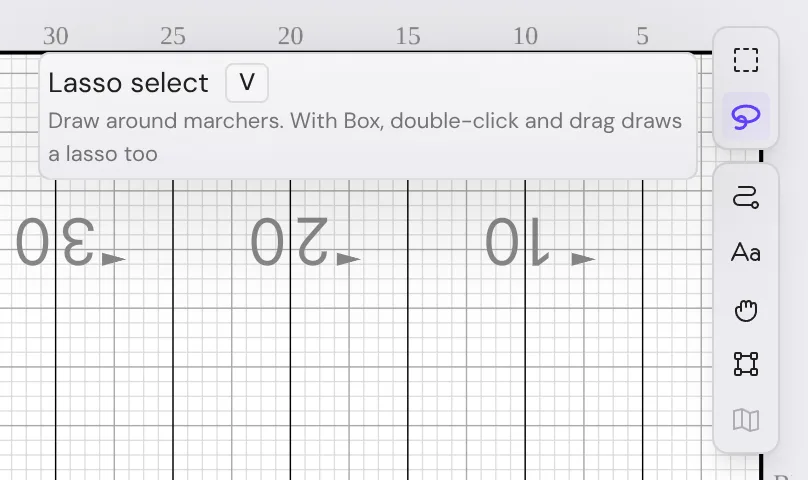 30 25 20 15 10 5
Lasso select V
Draw around marchers. With Box, double-click and drag draws
a lasso too
30 20 10
Aa